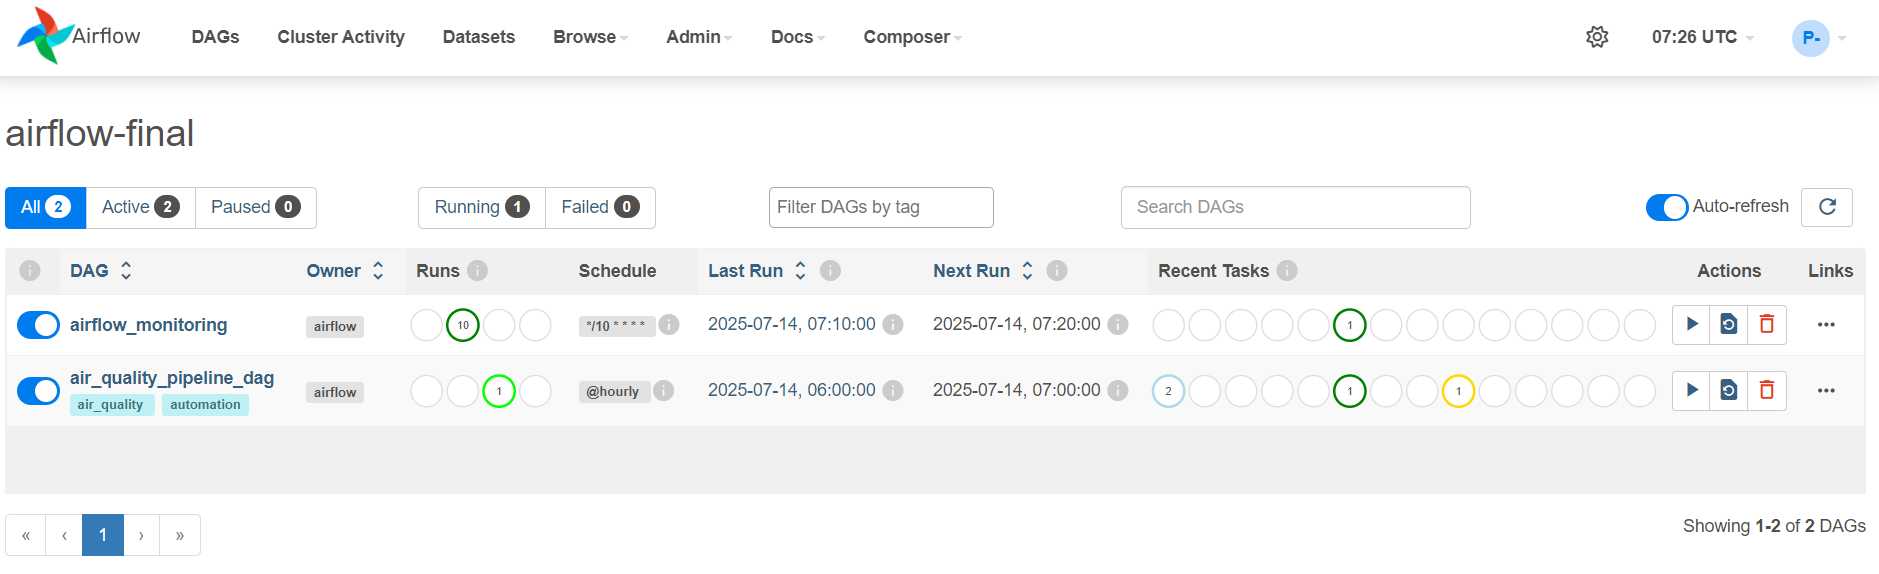 Airflow DAGs Cluster Activity Datasets Browse Admin Docs Composer 07:26 UTC P-
airflow-final
All 2 Active 2 Paused 0 Running 1 Failed 0 Filter DAGs by tag Search DAGs Auto-refresh
i DAG Owner Runs i Schedule Last Run i Next Run i Recent Tasks i Actions Links
airflow_monitoring airflow 10 */10 * * * * i 2025-07-14, 07:10:00 i 2025-07-14, 07:20:00 i 1 ...
air_quality_pipeline_dag airflow 1 @hourly i 2025-07-14, 06:00:00 i 2025-07-14, 07:00:00 i 2 1 1 ...
air_quality automation
« ‹ 1 › » Showing 1-2 of 2 DAGs